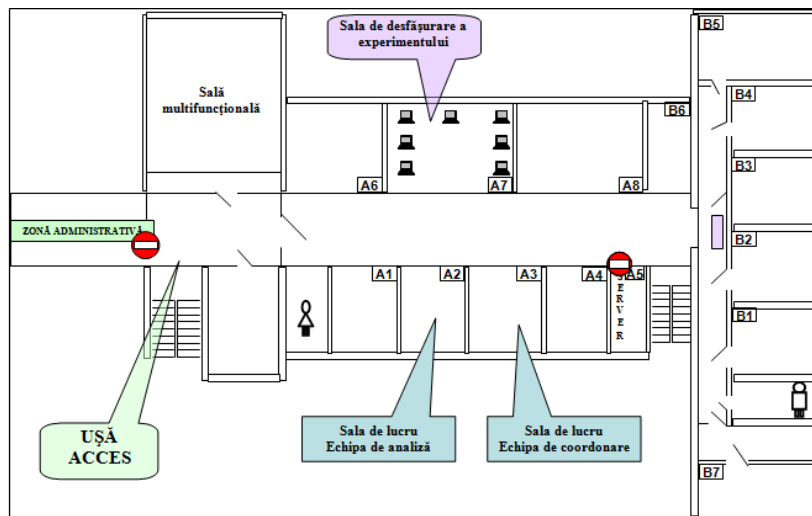 Sala de desfășurare a
experimentului
B5
Sală
multifuncțională
B4
B6
B3
A6
A7
A8
ZONĂ ADMINISTRATIVĂ
B2
A1
A2
A3
A4
A5
SERVER
B1
UȘĂ
ACCES
Sala de lucru
Echipa de analiză
Sala de lucru
Echipa de coordonare
B7